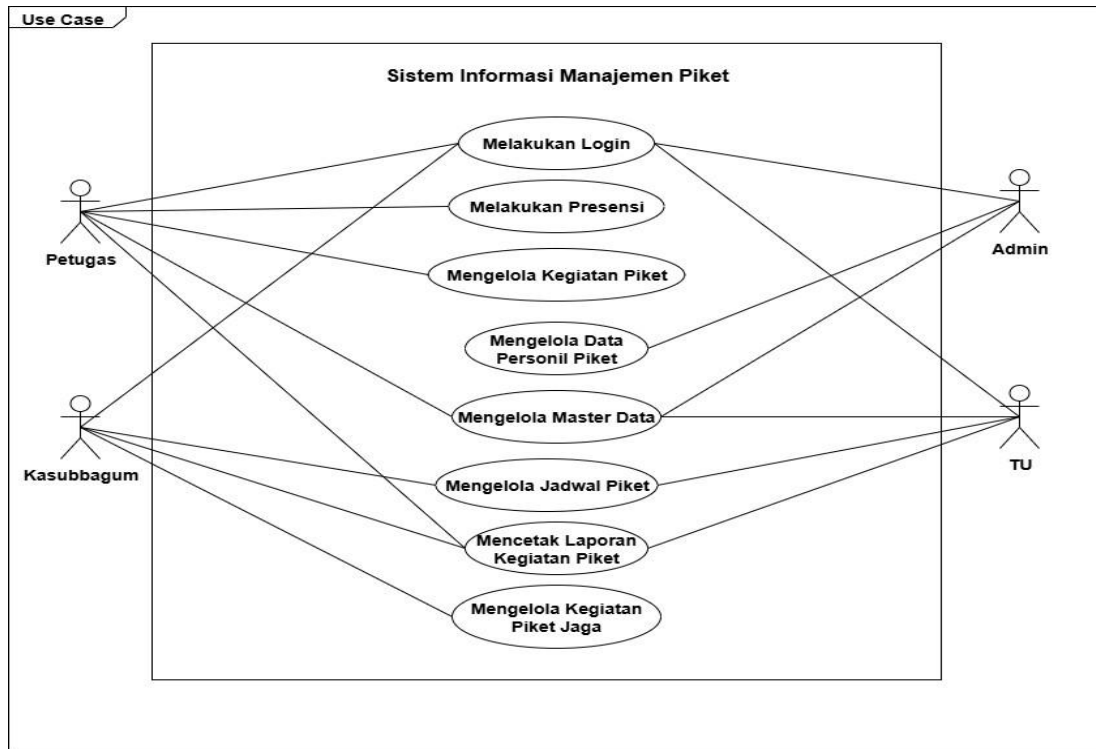 Use Case
Sistem Informasi Manajemen Piket
Melakukan Login
Melakukan Presensi
Petugas
Admin
Mengelola Kegiatan Piket
Mengelola Data
Personil Piket
Mengelola Master Data
Kasubbagum
TU
Mengelola Jadwal Piket
Mencetak Laporan
Kegiatan Piket
Mengelola Kegiatan
Piket Jaga